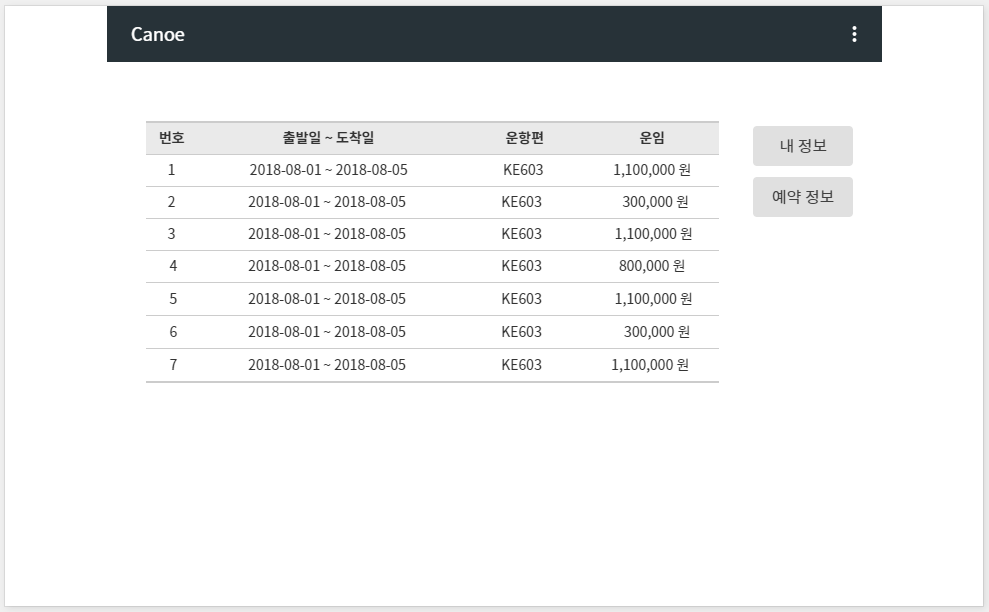 Canoe
번호 출발일 ~ 도착일 운항편 운임
1 2018-08-01 ~ 2018-08-05 KE603 1,100,000 원
2 2018-08-01 ~ 2018-08-05 KE603 300,000 원
3 2018-08-01 ~ 2018-08-05 KE603 1,100,000 원
4 2018-08-01 ~ 2018-08-05 KE603 800,000 원
5 2018-08-01 ~ 2018-08-05 KE603 1,100,000 원
6 2018-08-01 ~ 2018-08-05 KE603 300,000 원
7 2018-08-01 ~ 2018-08-05 KE603 1,100,000 원
내 정보
예약 정보